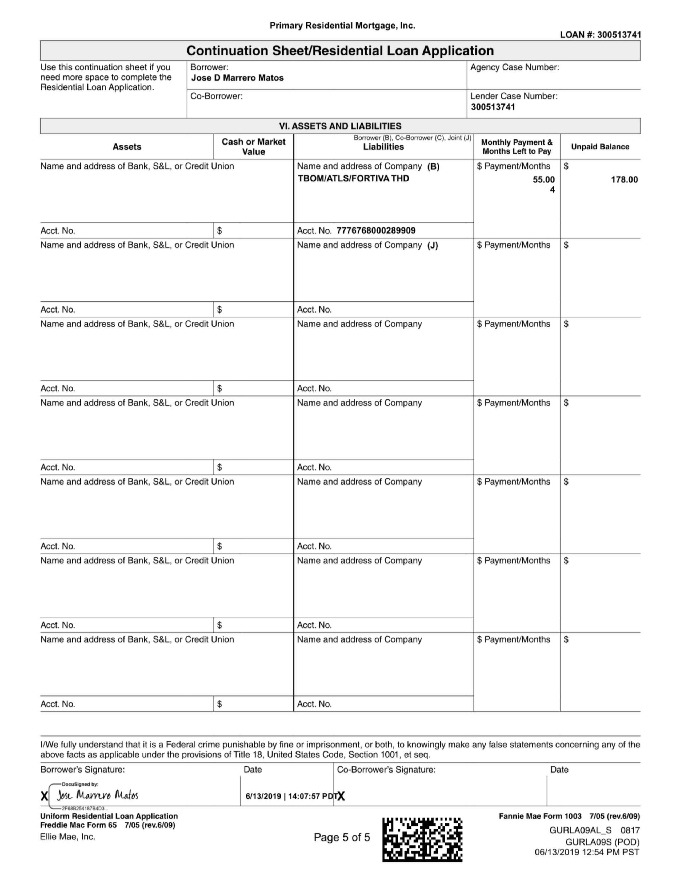 Primary Residential Mortgage, Inc.
LOAN #: 300513741
Continuation Sheet/Residential Loan Application
Use this continuation sheet if you
need more space to complete the
Residential Loan Application.
Borrower:
Jose D Marrero Matos
Agency Case Number:
Co-Borrower:
Lender Case Number:
300513741
VI. ASSETS AND LIABILITIES
Assets
Cash or Market
Value
Borrower (B), Co-Borrower (C), Joint (J)
Liabilities
Monthly Payment &
Months Left to Pay
Unpaid Balance
Name and address of Bank, S&L, or Credit Union
Name and address of Company (B)
TBOM/ATLS/FORTIVA THD
$ Payment/Months
55.00
4
$
178.00
Acct. No.
$
Acct. No. 7776768000289909
Name and address of Bank, S&L, or Credit Union
Name and address of Company (J)
$ Payment/Months
$
Acct. No.
$
Acct. No.
Name and address of Bank, S&L, or Credit Union
Name and address of Company
$ Payment/Months
$
Acct. No.
$
Acct. No.
Name and address of Bank, S&L, or Credit Union
Name and address of Company
$ Payment/Months
$
Acct. No.
$
Acct. No.
Name and address of Bank, S&L, or Credit Union
Name and address of Company
$ Payment/Months
$
Acct. No.
$
Acct. No.
Name and address of Bank, S&L, or Credit Union
Name and address of Company
$ Payment/Months
$
Acct. No.
$
Acct. No.
Name and address of Bank, S&L, or Credit Union
Name and address of Company
$ Payment/Months
$
Acct. No.
$
Acct. No.
I/We fully understand that it is a Federal crime punishable by fine or imprisonment, or both, to knowingly make any false statements concerning any of the
above facts as applicable under the provisions of Title 18, United States Code, Section 1001, et seq.
Borrower's Signature:
Date
Co-Borrower's Signature:
Date
DocuSigned by:
X Jose Marrero Matos
6/13/2019 | 14:07:57 PDT
X
Uniform Residential Loan Application
Freddie Mac Form 65 7/05 (rev.6/09)
Ellie Mae, Inc.
Page 5 of 5
Fannie Mae Form 1003 7/05 (rev.6/09)
GURLA09AL_S 0817
GURLA09S (POD)
06/13/2019 12:54 PM PST